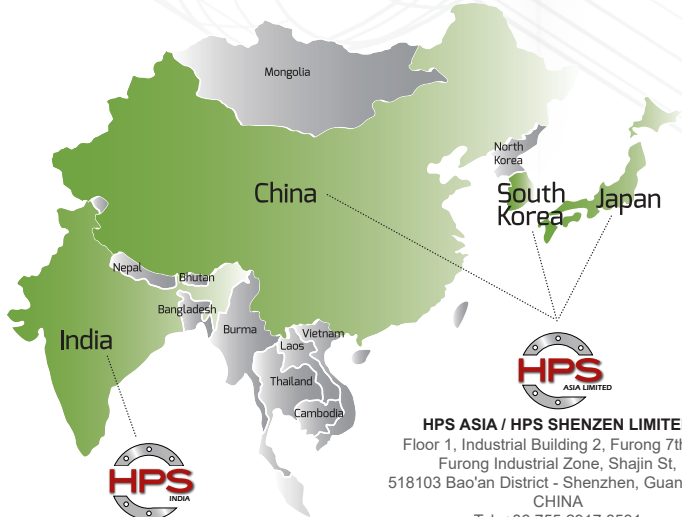 Mongolia
North
Korea
China
South
Korea
Japan
Nepal
Bhutan
Bangladesh
India
Burma
Vietnam
Laos
Thailand
Cambodia
HPS
ASIA LIMITED
HPS ASIA / HPS SHENZEN LIMITE
Floor 1, Industrial Building 2, Furong 7th
Furong Industrial Zone, Shajin St,
518103 Bao'an District - Shenzhen, Guan
CHINA
HPS
INDIA